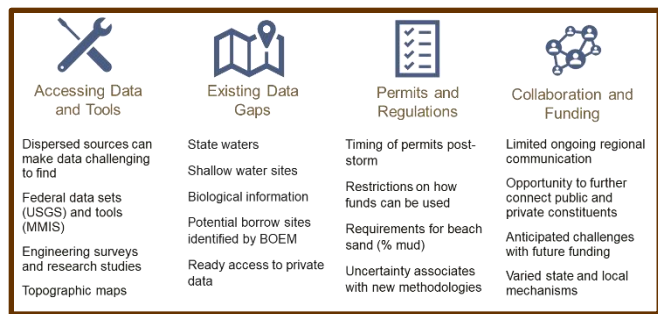 Accessing Data
and Tools
Dispersed sources can
make data challenging
to find
Federal data sets
(USGS) and tools
(MMIS)
Engineering surveys
and research studies
Topographic maps
Existing Data
Gaps
State waters
Shallow water sites
Biological information
Potential borrow sites
identified by BOEM
Ready access to private
data
Permits and
Regulations
Timing of permits post-
storm
Restrictions on how
funds can be used
Requirements for beach
sand (% mud)
Uncertainty associates
with new methodologies
Collaboration and
Funding
Limited ongoing regional
communication
Opportunity to further
connect public and
private constituents
Anticipated challenges
with future funding
Varied state and local
mechanisms